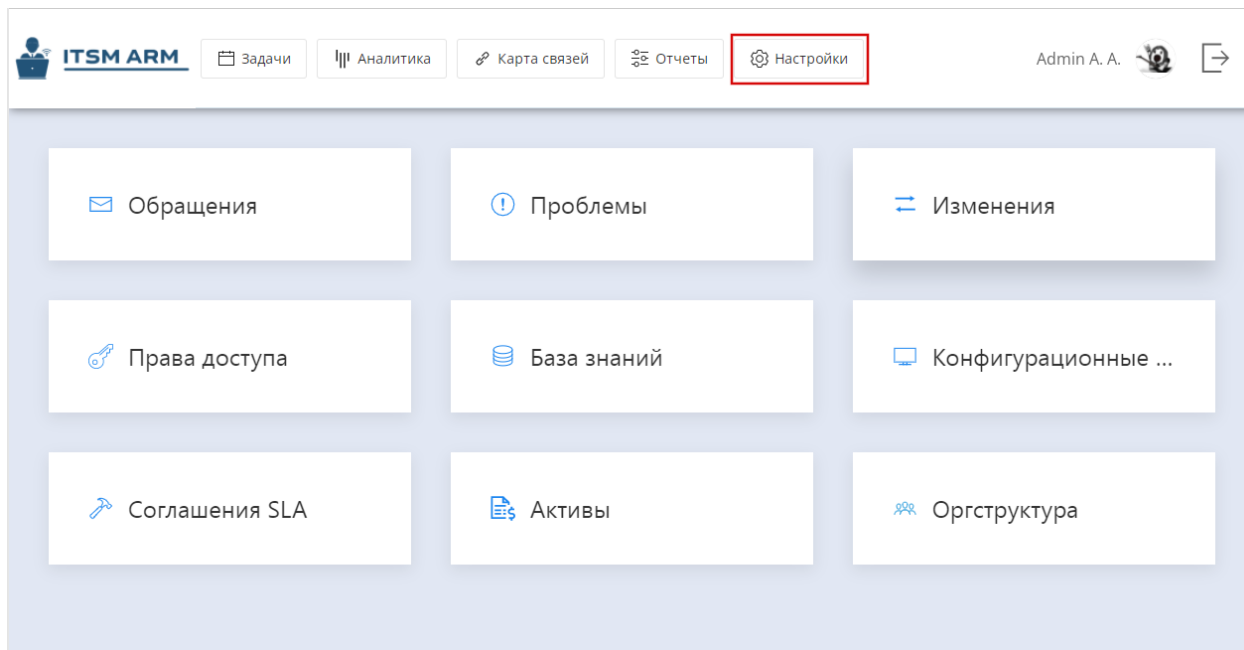 ITSM ARM
Задачи
Аналитика
Карта связей
Отчеты
Настройки
Admin A. A.
Обращения
Проблемы
Изменения
Права доступа
База знаний
Конфигурационные ...
Соглашения SLA
Активы
Оргструктура